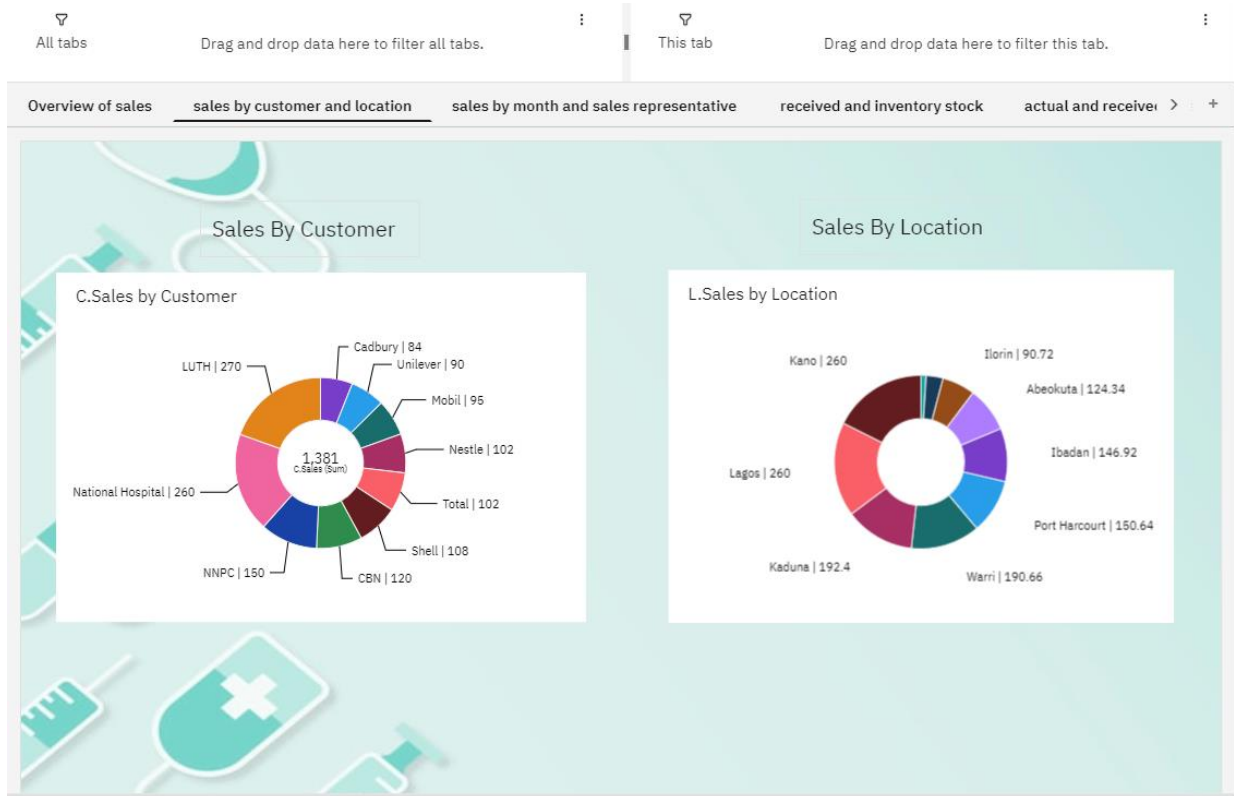 All tabs
Drag and drop data here to filter all tabs.
This tab
Drag and drop data here to filter this tab.
Overview of sales
sales by customer and location
sales by month and sales representative
received and inventory stock
actual and receive
Sales By Customer
C.Sales by Customer
Cadbury | 84
Unilever | 90
LUTH | 270
Mobil | 95
Nestle | 102
1,381
C.Sales (Sum)
National Hospital | 260
Total | 102
Shell | 108
NNPC | 150
CBN | 120
Sales By Location
L.Sales by Location
Ilorin | 90.72
Kano | 260
Abeokuta | 124.34
Ibadan | 146.92
Lagos | 260
Port Harcourt | 150.64
Kaduna | 192.4
Warri | 190.66